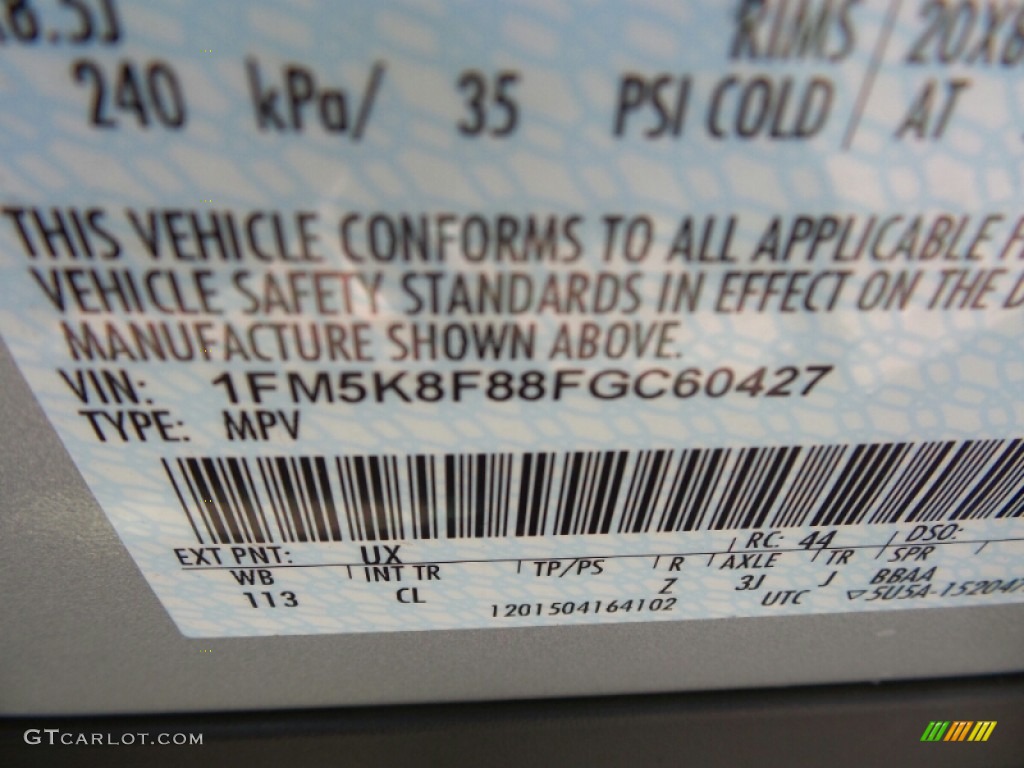 RIMS / 20X8
240 kPa/ 35 PSI COLD / AT
THIS VEHICLE CONFORMS TO ALL APPLICABLE F
VEHICLE SAFETY STANDARDS IN EFFECT ON THE D
MANUFACTURE SHOWN ABOVE.
VIN: 1FM5K8F88FGC60427
TYPE: MPV
EXT PNT: UX RC: 44 DSO:
WB INT TR TP/PS R AXLE TR SPR
113 CL Z 3J J BBAA
1201504164102 UTC ▽5U5A-152047
GTCARLOT.COM